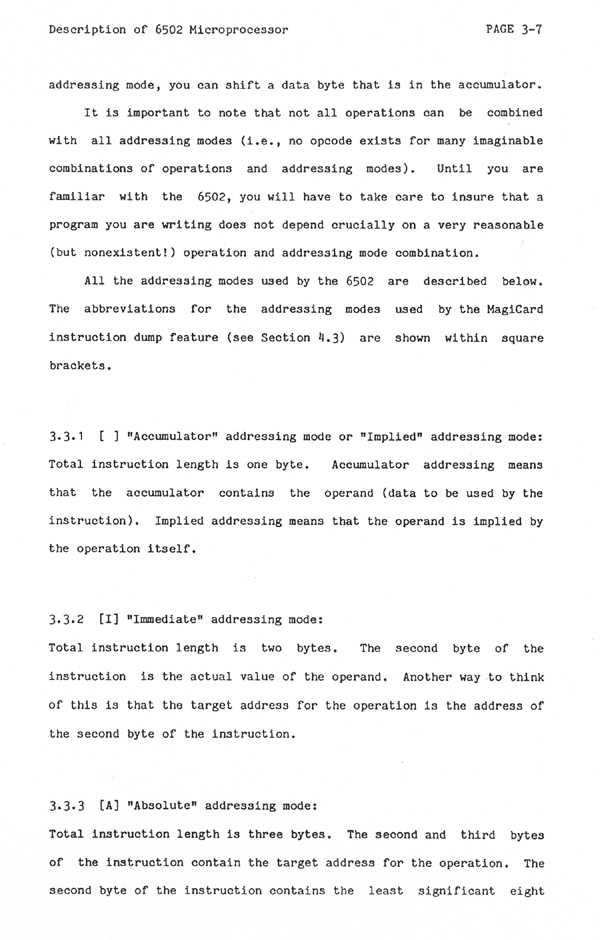 Description of 6502 Microprocessor PAGE 3-7
addressing mode, you can shift a data byte that is in the accumulator.
It is important to note that not all operations can be combined
with all addressing modes (i.e., no opcode exists for many imaginable
combinations of operations and addressing modes). Until you are
familiar with the 6502, you will have to take care to insure that a
program you are writing does not depend crucially on a very reasonable
(but nonexistent!) operation and addressing mode combination.
All the addressing modes used by the 6502 are described below.
The abbreviations for the addressing modes used by the MagiCard
instruction dump feature (see Section 4.3) are shown within square
brackets.
3.3.1 [ ] "Accumulator" addressing mode or "Implied" addressing mode:
Total instruction length is one byte. Accumulator addressing means
that the accumulator contains the operand (data to be used by the
instruction). Implied addressing means that the operand is implied by
the operation itself.
3.3.2 [I] "Immediate" addressing mode:
Total instruction length is two bytes. The second byte of the
instruction is the actual value of the operand. Another way to think
of this is that the target address for the operation is the address of
the second byte of the instruction.
3.3.3 [A] "Absolute" addressing mode:
Total instruction length is three bytes. The second and third bytes
of the instruction contain the target address for the operation. The
second byte of the instruction contains the least significant eight